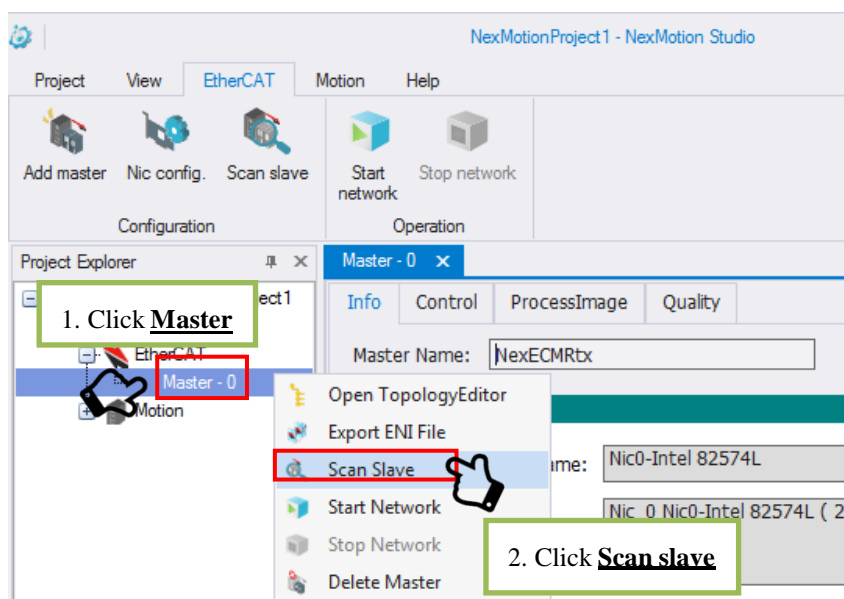 NexMotionProject1 - NexMotion Studio
Project View EtherCAT Motion Help
Add master Nic config. Scan slave Start network Stop network
Configuration Operation
Project Explorer
Master - 0
ect1
1. Click Master
Info Control ProcessImage Quality
EtherCAT
Master Name: NexECMRtx
Master - 0
Motion
Open TopologyEditor
Export ENI File
Scan Slave
ame: Nic0-Intel 82574L
Start Network
Nic_0 Nic0-Intel 82574L ( 2
Stop Network
2. Click Scan slave
Delete Master